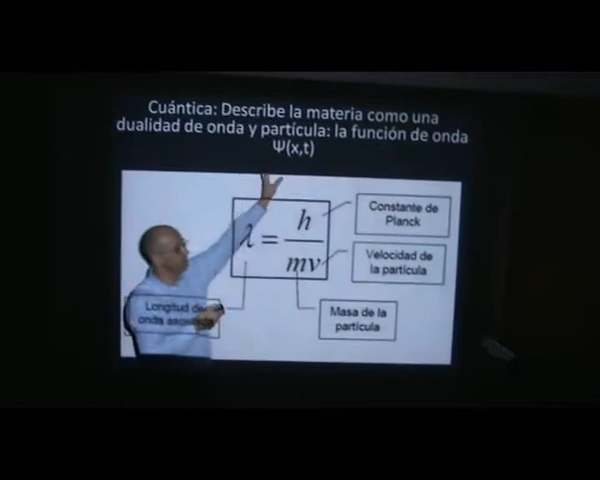 Cuántica: Describe la materia como una
dualidad de onda y partícula: la función de onda
Ψ(x,t)
λ = h / mv
Constante de
Planck
Velocidad de
la partícula
Longitud de
onda
Masa de la
partícula